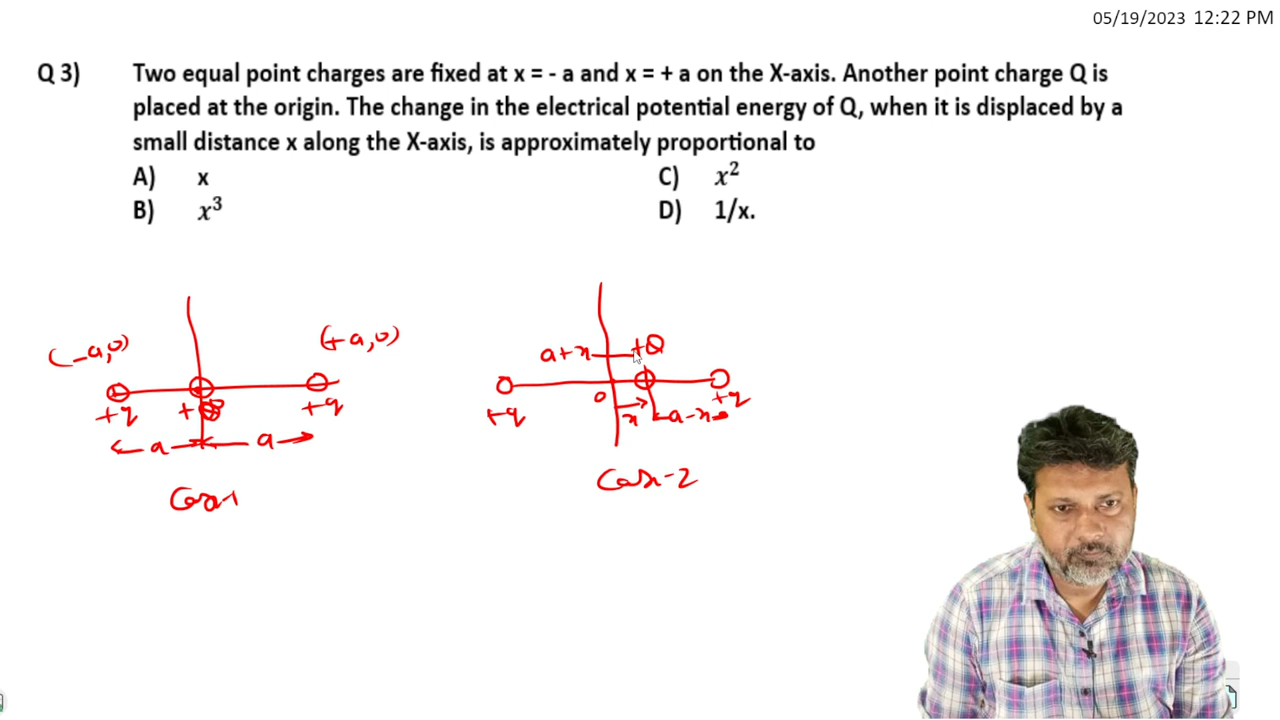 05/19/2023 12:22 PM
Q 3) Two equal point charges are fixed at x = - a and x = + a on the X-axis. Another point charge Q is
placed at the origin. The change in the electrical potential energy of Q, when it is displaced by a
small distance x along the X-axis, is approximately proportional to
A) x C) x²
B) x³ D) 1/x.
(-a,0) (+a,0)
+q + +q
a a
a+x +Q
0 x a-x
+q +q
Case-2